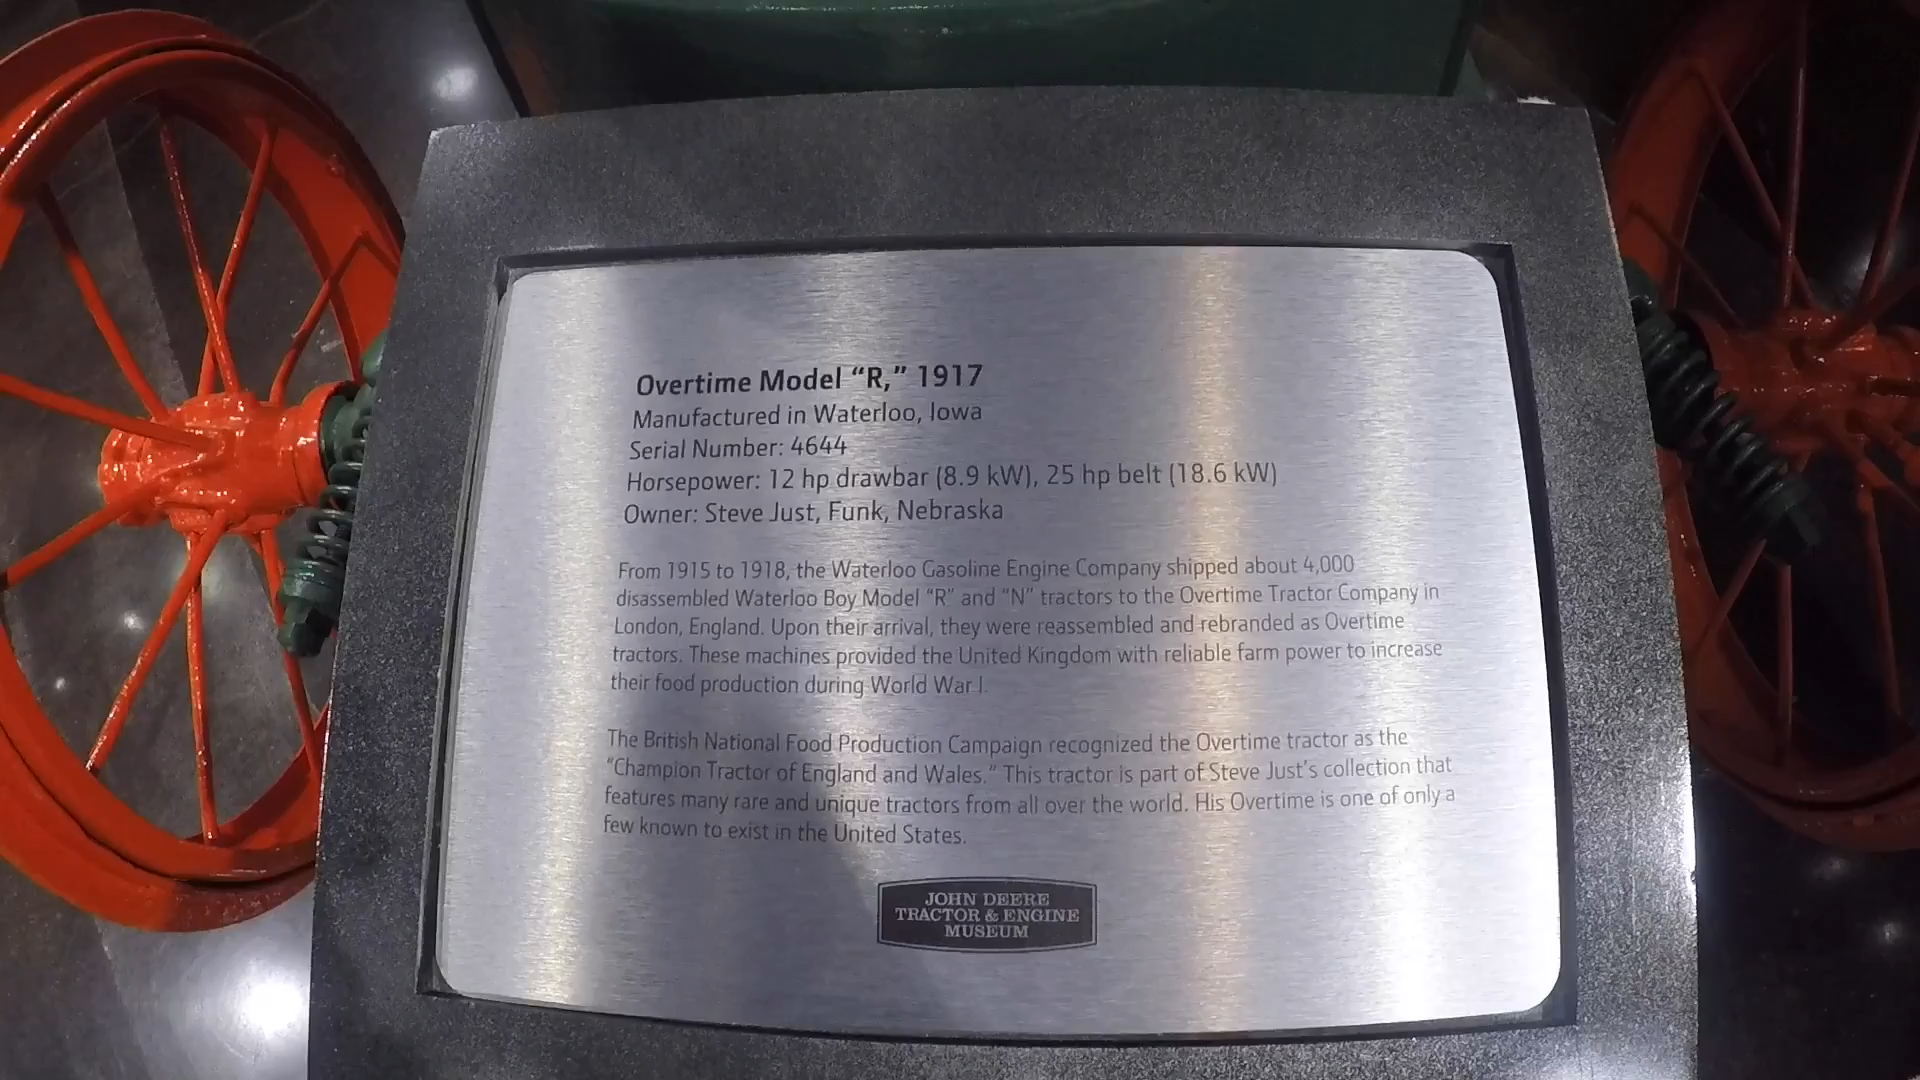 Overtime Model “R,” 1917
Manufactured in Waterloo, Iowa
Serial Number: 4644
Horsepower: 12 hp drawbar (8.9 kW), 25 hp belt (18.6 kW)
Owner: Steve Just, Funk, Nebraska
From 1915 to 1918, the Waterloo Gasoline Engine Company shipped about 4,000
disassembled Waterloo Boy Model “R” and “N” tractors to the Overtime Tractor Company in
London, England. Upon their arrival, they were reassembled and rebranded as Overtime
tractors. These machines provided the United Kingdom with reliable farm power to increase
their food production during World War I.
The British National Food Production Campaign recognized the Overtime tractor as the
“Champion Tractor of England and Wales.” This tractor is part of Steve Just’s collection that
features many rare and unique tractors from all over the world. His Overtime is one of only a
few known to exist in the United States.
JOHN DEERE
TRACTOR & ENGINE
MUSEUM